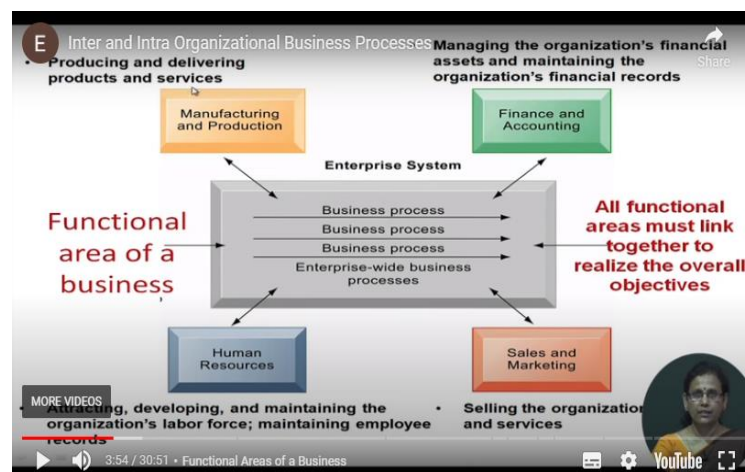 E
Inter and Intra Organizational Business Processes
Share
• Producing and delivering
products and services
Managing the organization's financial
assets and maintaining the
organization's financial records
Manufacturing
and Production
Finance and
Accounting
Enterprise System
Functional
area of a
business
Business process
Business process
Business process
Enterprise-wide business
processes
All functional
areas must link
together to
realize the overall
objectives
Human
Resources
Sales and
Marketing
MORE VIDEOS
• Attracting, developing, and maintaining the
organization's labor force; maintaining employee
records
• Selling the organization
and services
3:54 / 30:51 • Functional Areas of a Business
YouTube